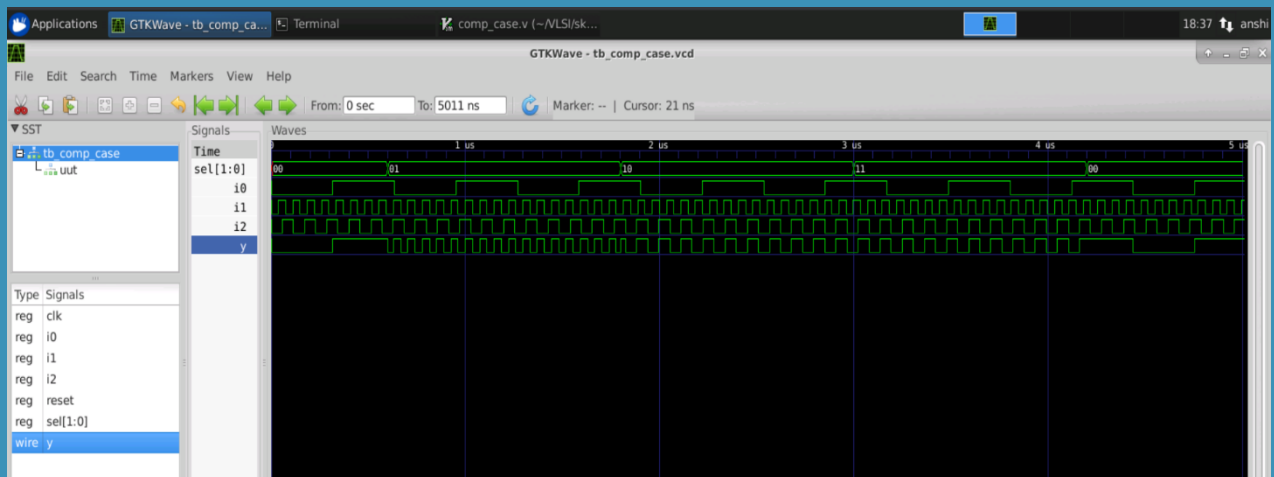 Applications GTKWave - tb_comp_ca... Terminal comp_case.v (~/VLSI/sk... 18:37 anshi
GTKWave - tb_comp_case.vcd
File Edit Search Time Markers View Help
From: 0 sec To: 5011 ns Marker: -- | Cursor: 21 ns
SST
tb_comp_case
uut
Signals
Time
sel[1:0]
i0
i1
i2
y
Waves
1 us 2 us 3 us 4 us 5 us
00 01 10 11 00
Type Signals
reg clk
reg i0
reg i1
reg i2
reg reset
reg sel[1:0]
wire y